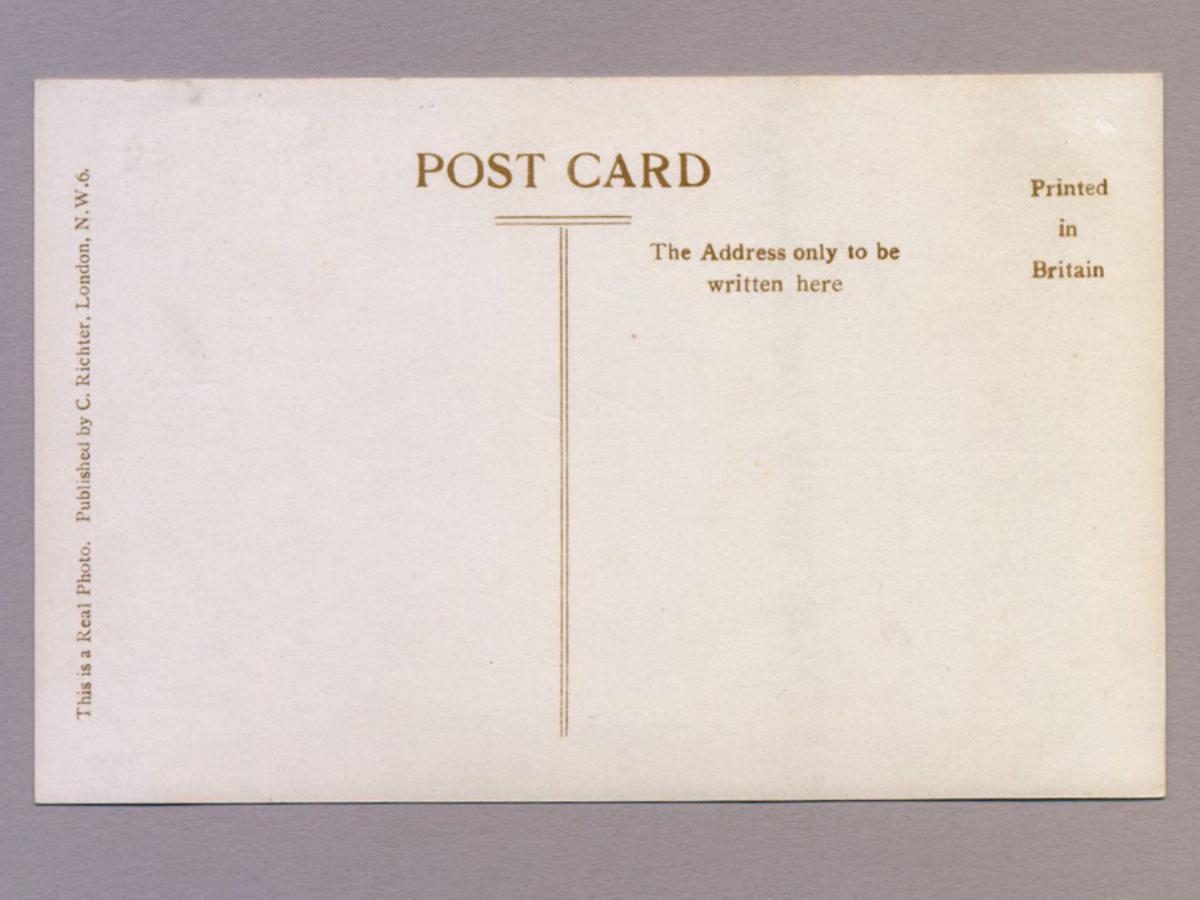 POST CARD
The Address only to be
written here
Printed
in
Britain
This is a Real Photo. Published by C. Richter, London, N.W.6.